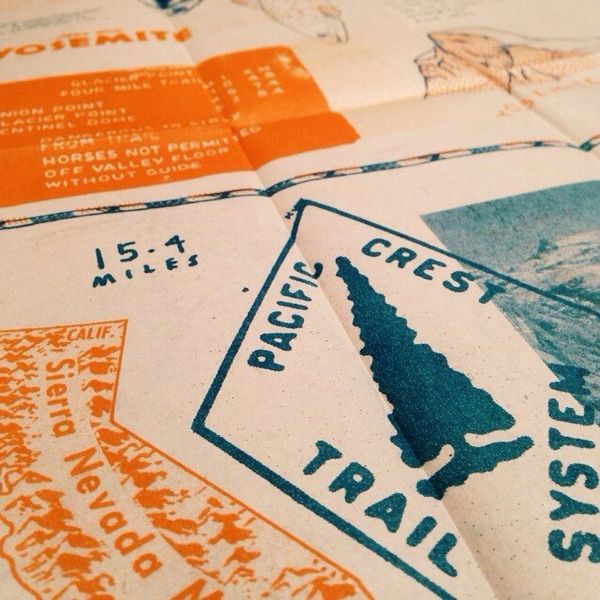 YOSEMITE
GLACIER POINT
FOUR MILE TRAIL
UNION POINT
GLACIER POINT
SENTINEL DOME
FROM TRAIL
HORSES NOT PERMITTED
OFF VALLEY FLOOR
WITHOUT GUIDE
15.4
MILES
CALIF.
Sierra Nevada
PACIFIC
CREST
TRAIL
SYSTEM